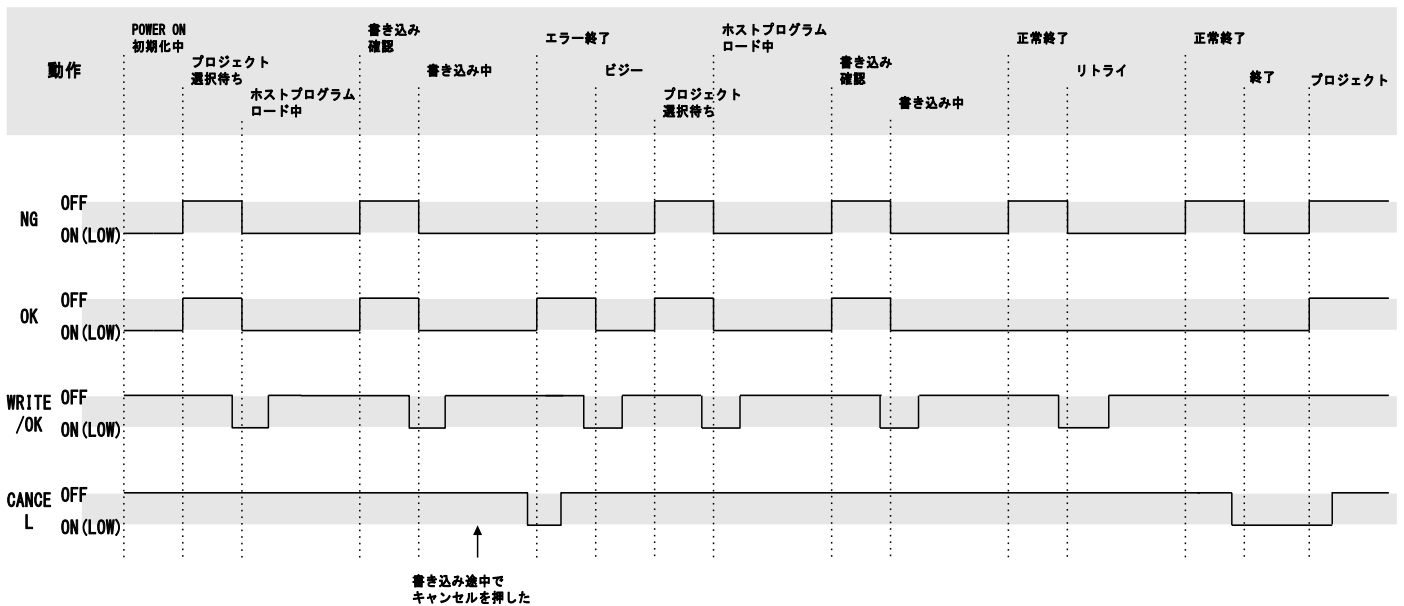 動作
POWER ON
初期化中
プロジェクト
選択待ち
ホストプログラム
ロード中
書き込み
確認
書き込み中
エラー終了
ビジー
プロジェクト
選択待ち
ホストプログラム
ロード中
書き込み
確認
書き込み中
正常終了
リトライ
正常終了
終了
プロジェクト
NG
OFF
ON(LOW)
OK
OFF
ON(LOW)
WRITE
/OK
OFF
ON(LOW)
CANCE
L
OFF
ON(LOW)
書き込み途中で
キャンセルを押した